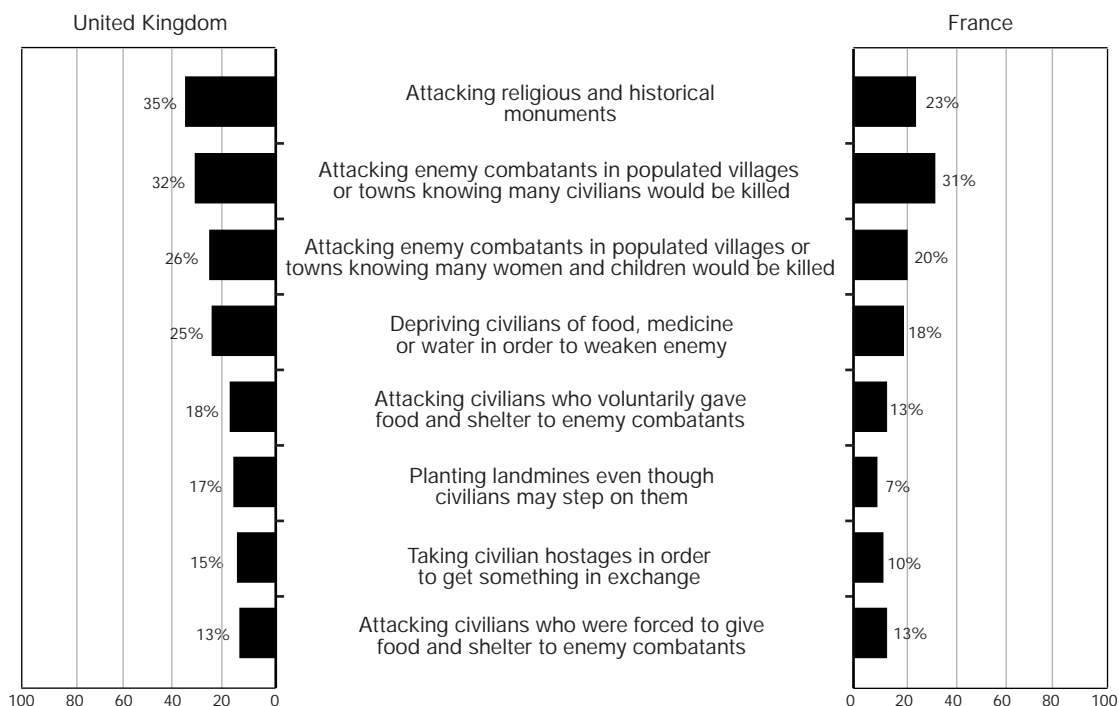 United Kingdom
France
35%
Attacking religious and historical
monuments
23%
32%
Attacking enemy combatants in populated villages
or towns knowing many civilians would be killed
31%
26%
Attacking enemy combatants in populated villages or
towns knowing many women and children would be killed
20%
25%
Depriving civilians of food, medicine
or water in order to weaken enemy
18%
18%
Attacking civilians who voluntarily gave
food and shelter to enemy combatants
13%
17%
Planting landmines even though
civilians may step on them
7%
15%
Taking civilian hostages in order
to get something in exchange
10%
13%
Attacking civilians who were forced to give
food and shelter to enemy combatants
13%
100 80 60 40 20 0
0 20 40 60 80 100